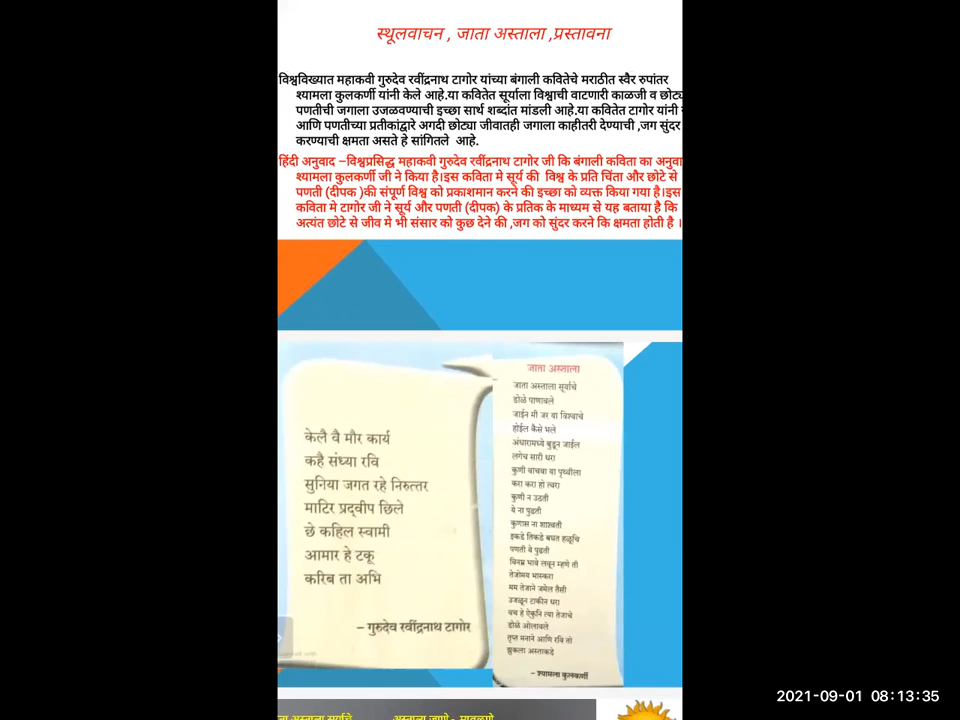 स्थूलवाचन , जाता अस्ताला ,प्रस्तावना
विश्वविख्यात महाकवी गुरुदेव रवींद्रनाथ टागोर यांच्या बंगाली कवितेचे मराठीत स्वैर रुपांतर
श्यामला कुलकर्णी यांनी केले आहे.या कवितेत सूर्याला विश्वाची वाटणारी काळजी व
पणतीची जगाला उजळवण्याची इच्छा सार्थ शब्दांत मांडली आहे.या कवितेत टागोर यांनी
आणि पणतीच्या प्रतीकांद्वारे अगदी छोट्या जीवातही जगाला काहीतरी देण्याची ,जग सुंदर
करण्याची क्षमता असते हे सांगितले आहे.
हिंदी अनुवाद –विश्वप्रसिद्ध महाकवी गुरुदेव रवींद्रनाथ टागोर जी कि बंगाली कविता का
श्यामला कुलकर्णी जी ने किया है।इस कविता मे सूर्य की विश्व के प्रति चिंता और छोटे से
पणती (दीपक )की संपूर्ण विश्व को प्रकाशमान करने की इच्छा को व्यक्त किया गया है।इस
कविता मे टागोर जी ने सूर्य और पणती (दीपक) के प्रतिक के माध्यम से यह बताया है कि
अत्यंत छोटे से जीव मे भी संसार को कुछ देने की ,जग को सुंदर करने कि क्षमता होती है ।
केलै वै मौर कार्य
कहै संध्या रवि
सुनिया जगत रहे निरुत्तर
माटिर प्रद्वीप छिले
छे कहिल स्वामी
आमार हे टकू
करिब ता अभि
– गुरुदेव रवींद्रनाथ टागोर
जाता अस्ताला
जाता अस्ताला सूर्याचे
डोळे पाणावले
जाईन मी जर या विश्वाचे
होईल कैसे भले
अंधारामध्ये बुडून जाईल
लगेच सारी धरा
कुणी वाचवा या पृथ्वीला
करा करा हो त्वरा
कुणी न उठती
ये ना पुढती
कुणास ना शाश्वती
इकडे तिकडे बघत हळूचि
पणती ये पुढती
विनम्र भावे लवून म्हणे ती
तेजोमय भास्करा
मम तेजाने जमेल तैसी
उजळून टाकीन धरा
वच हे ऐकुनि त्या तेजाचे
डोळे ओलावले
तृप्त मनाने आणि रवि तो
झुकला अस्ताकडे
– श्यामला कुलकर्णी
2021-09-01 08:13:35